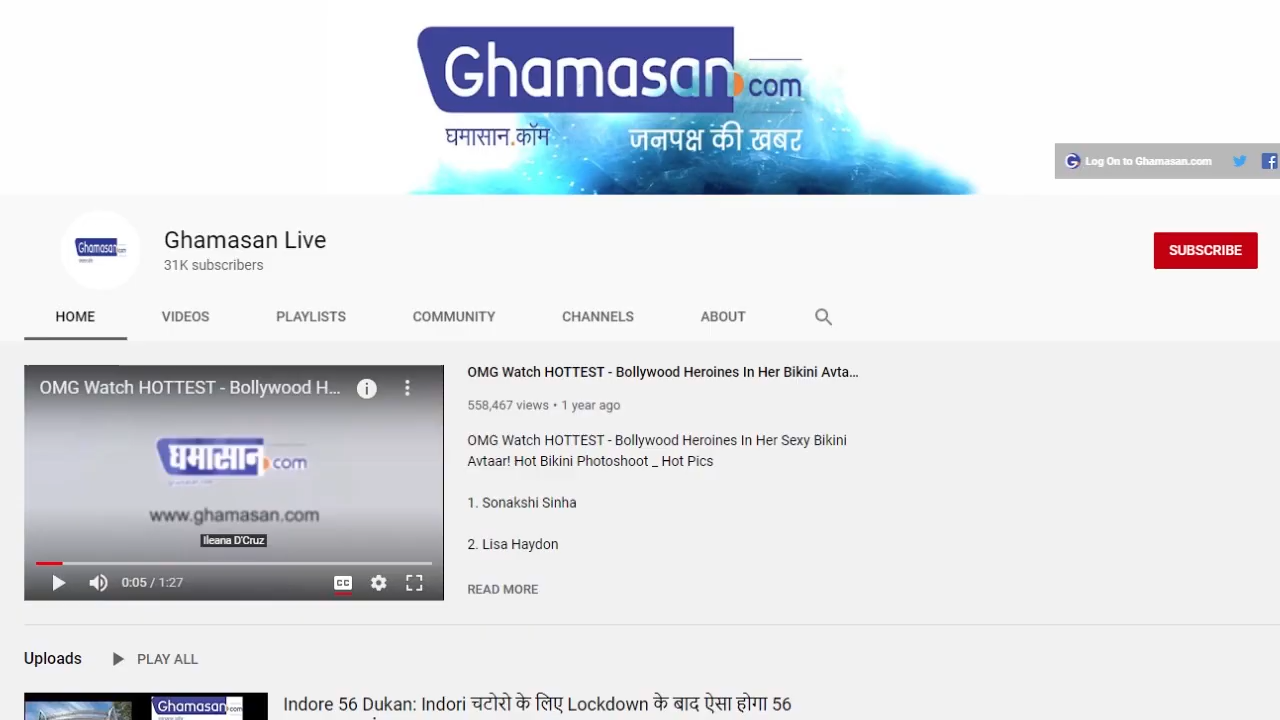 Ghamasan.com
घमासान.कॉम
जनपक्ष की खबर
Log On to Ghamasan.com
Ghamasan.com
Ghamasan Live
31K subscribers
SUBSCRIBE
HOME VIDEOS PLAYLISTS COMMUNITY CHANNELS ABOUT
OMG Watch HOTTEST - Bollywood H...
घमासान.com
www.ghamasan.com
Ileana D'Cruz
0:05 / 1:27
CC
OMG Watch HOTTEST - Bollywood Heroines In Her Bikini Avta...
558,467 views • 1 year ago
OMG Watch HOTTEST - Bollywood Heroines In Her Sexy Bikini
Avtaar! Hot Bikini Photoshoot _ Hot Pics
1. Sonakshi Sinha
2. Lisa Haydon
READ MORE
Uploads PLAY ALL
Ghamasan.com
Indore 56 Dukan: Indori चटोरो के लिए Lockdown के बाद ऐसा होगा 56